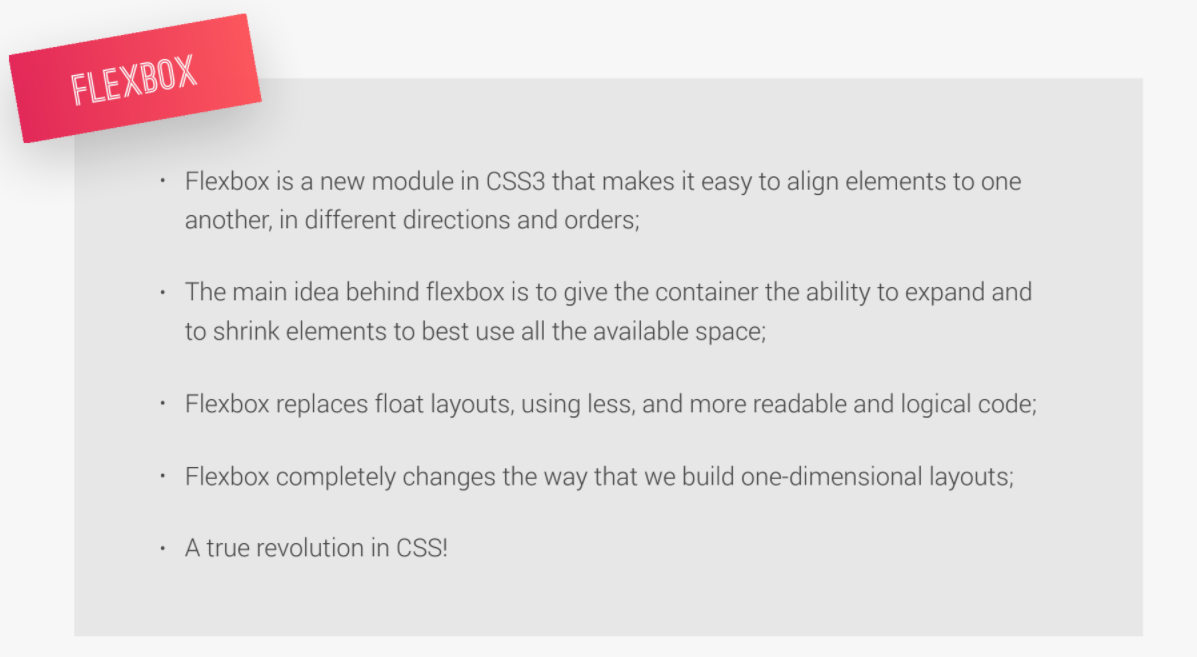 FLEXBOX
• Flexbox is a new module in CSS3 that makes it easy to align elements to one
another, in different directions and orders;
• The main idea behind flexbox is to give the container the ability to expand and
to shrink elements to best use all the available space;
• Flexbox replaces float layouts, using less, and more readable and logical code;
• Flexbox completely changes the way that we build one-dimensional layouts;
• A true revolution in CSS!